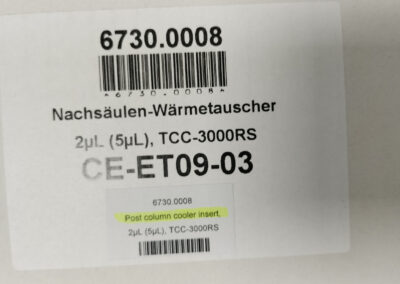 6730.0008
*6730.0008*
Nachsäulen-Wärmetauscher
2µL (5µL), TCC-3000RS
CE-ET09-03
6730.0008
Post column cooler insert,
2µL (5µL), TCC-3000RS